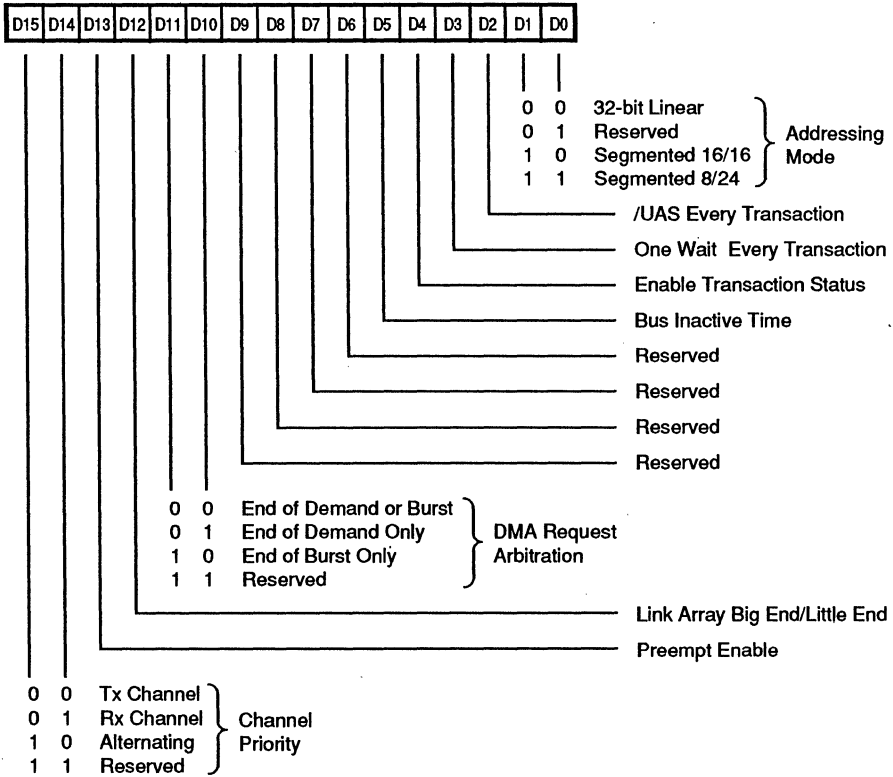 D15 D14 D13 D12 D11 D10 D9 D8 D7 D6 D5 D4 D3 D2 D1 D0
0 0 32-bit Linear
0 1 Reserved
1 0 Segmented 16/16
1 1 Segmented 8/24
Addressing
Mode
/UAS Every Transaction
One Wait Every Transaction
Enable Transaction Status
Bus Inactive Time
Reserved
Reserved
Reserved
Reserved
0 0 End of Demand or Burst
0 1 End of Demand Only
1 0 End of Burst Only
1 1 Reserved
DMA Request
Arbitration
Link Array Big End/Little End
Preempt Enable
0 0 Tx Channel
0 1 Rx Channel
1 0 Alternating
1 1 Reserved
Channel
Priority